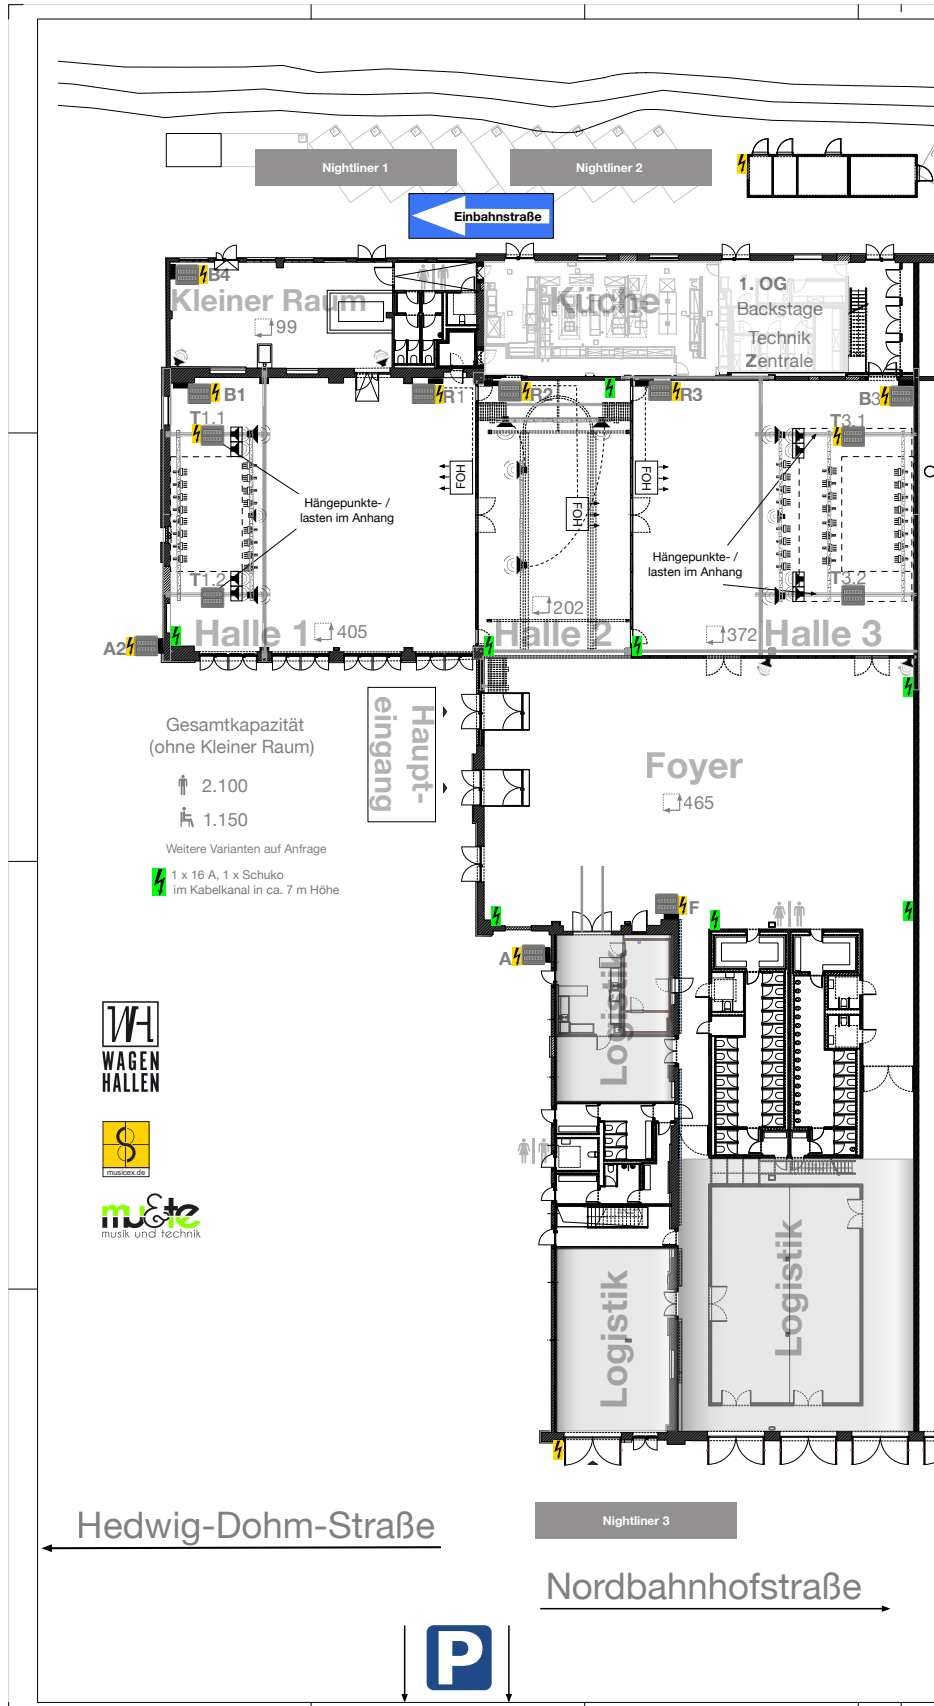 Nightliner 1
Nightliner 2
Einbahnstraße
B4
Kleiner Raum
99
Küche
1. OG
Backstage
Technik
Zentrale
B1
R1
R2
R3
B3
T1.1
T3.1
FOH
FOH
FOH
Hängepunkte- /
lasten im Anhang
Hängepunkte- /
lasten im Anhang
T1.2
T3.2
A2
Halle 1
405
Halle 2
202
372
Halle 3
Haupt-
eingang
Gesamtkapazität
(ohne Kleiner Raum)
2.100
1.150
Weitere Varianten auf Anfrage
1 x 16 A, 1 x Schuko
im Kabelkanal in ca. 7 m Höhe
Foyer
465
F
A
Logistik
WH
WAGEN
HALLEN
musicex.de
mu&te
musik und technik
Logistik
Logistik
Nightliner 3
Hedwig-Dohm-Straße
Nordbahnhofstraße
P